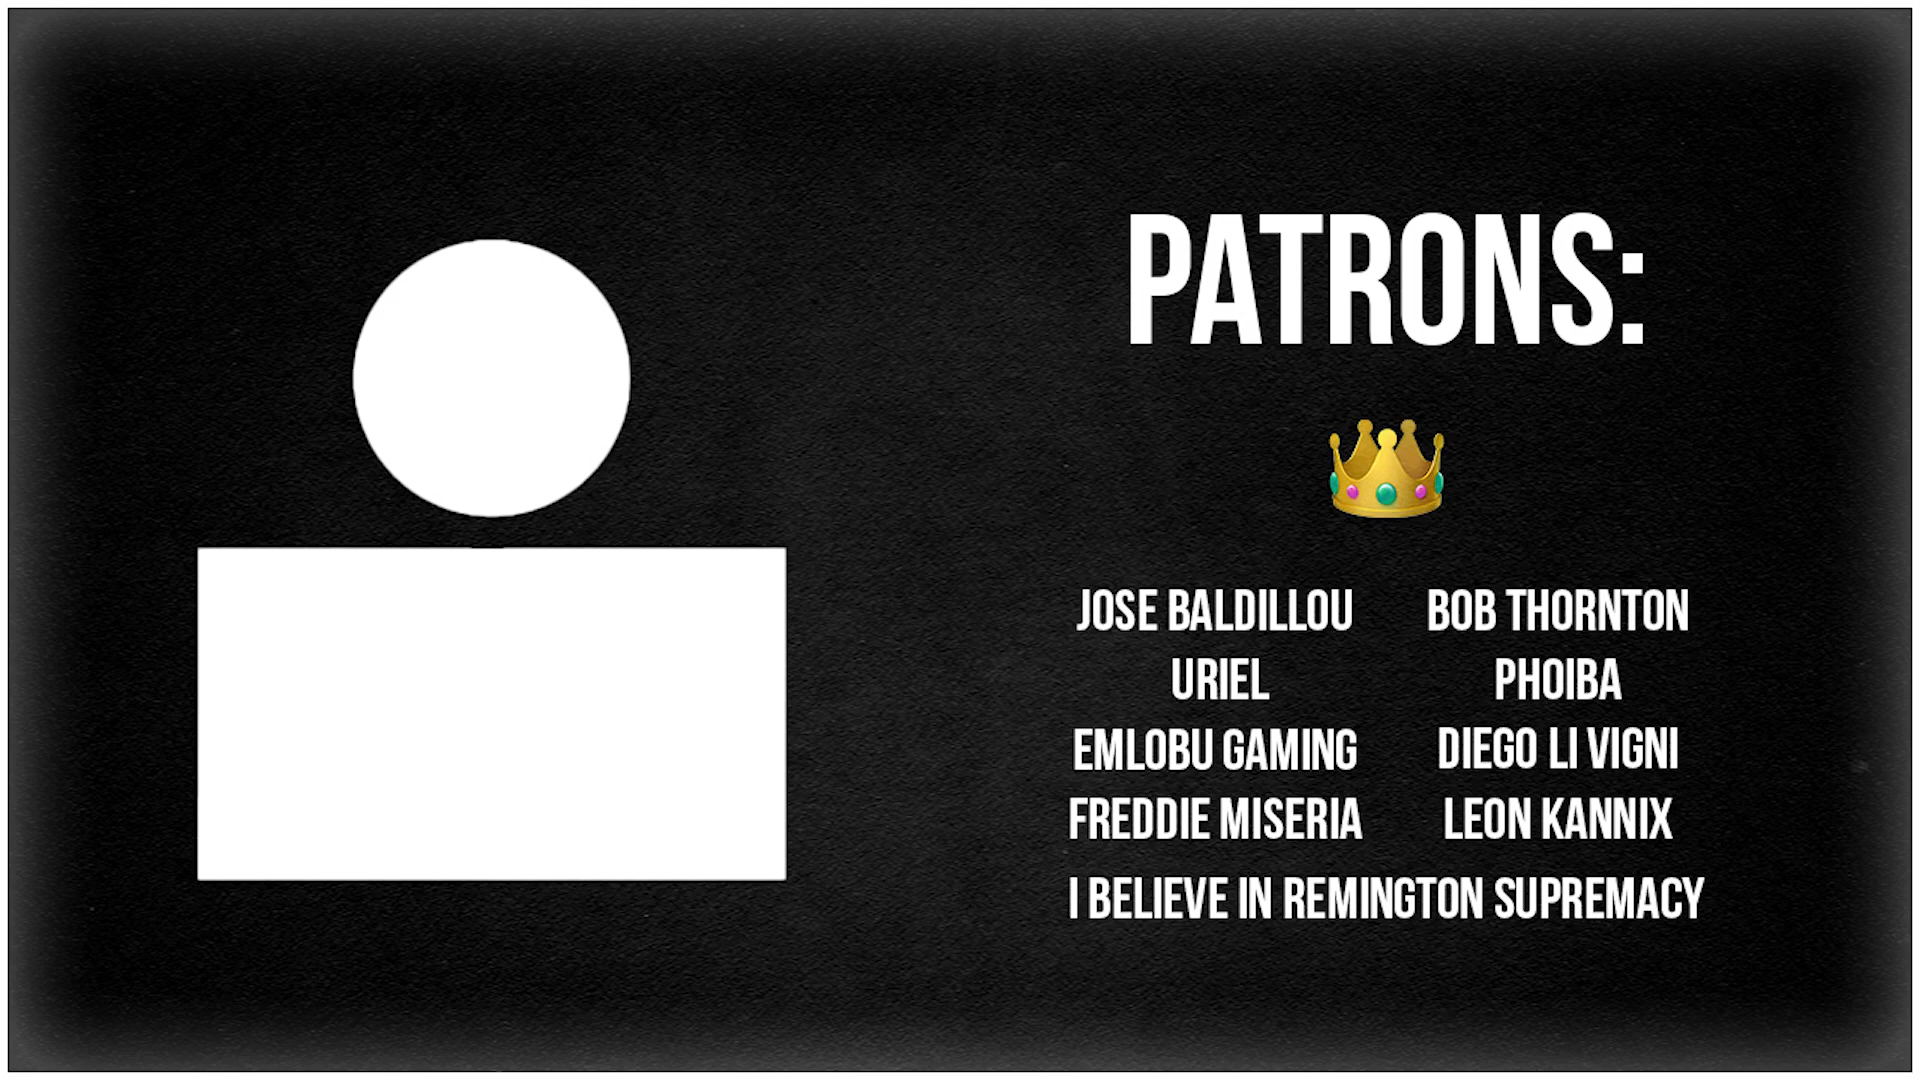 PATRONS:
JOSE BALDILLOU
BOB THORNTON
URIEL
PHOIBA
EMLOBU GAMING
DIEGO LI VIGNI
FREDDIE MISERIA
LEON KANNIX
I BELIEVE IN REMINGTON SUPREMACY